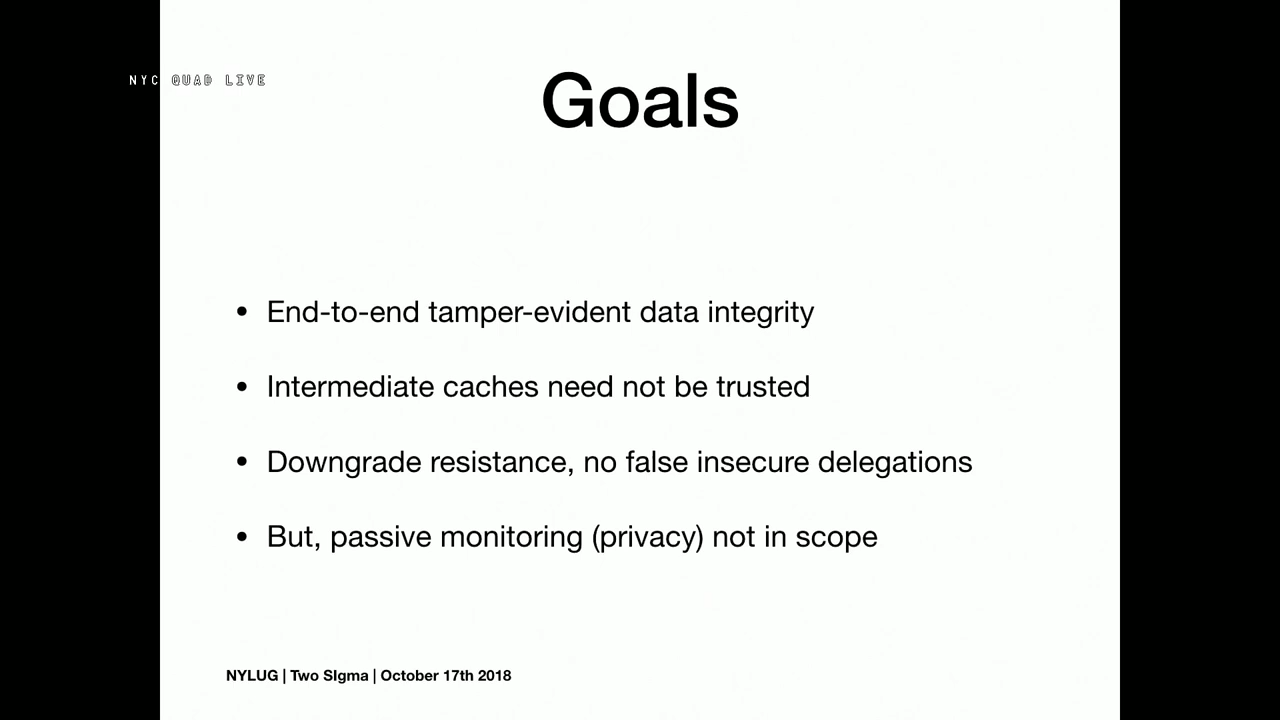 NYC QUAD LIVE
Goals
• End-to-end tamper-evident data integrity
• Intermediate caches need not be trusted
• Downgrade resistance, no false insecure delegations
• But, passive monitoring (privacy) not in scope
NYLUG | Two SIgma | October 17th 2018